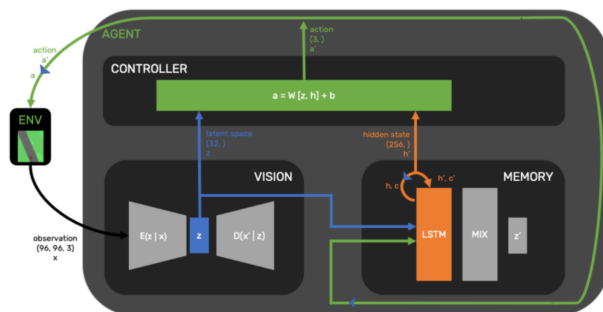 AGENT
action
(3, )
a'
action
a'
a
CONTROLLER
a = W [z, h] + b
ENV
latent space
(32, )
z
hidden state
(256, )
h'
VISION
h, c
h', c'
MEMORY
E(z | x)
z
D(x' | z)
LSTM
MIX
z'
observation
(96, 96, 3)
x